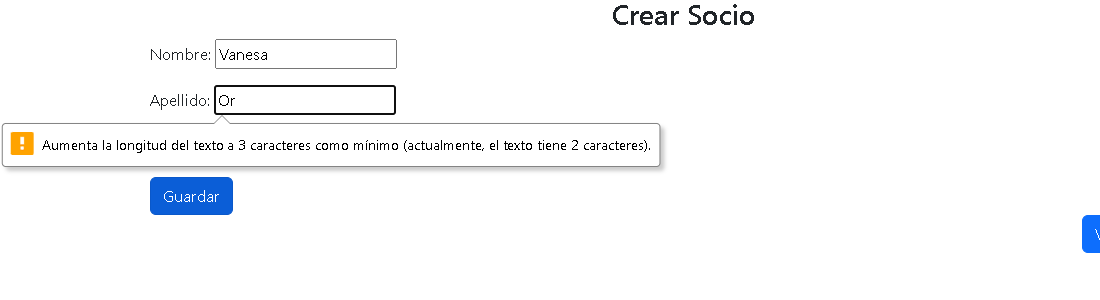 Crear Socio
Nombre: Vanesa
Apellido: Or
Aumenta la longitud del texto a 3 caracteres como mínimo (actualmente, el texto tiene 2 caracteres).
Guardar